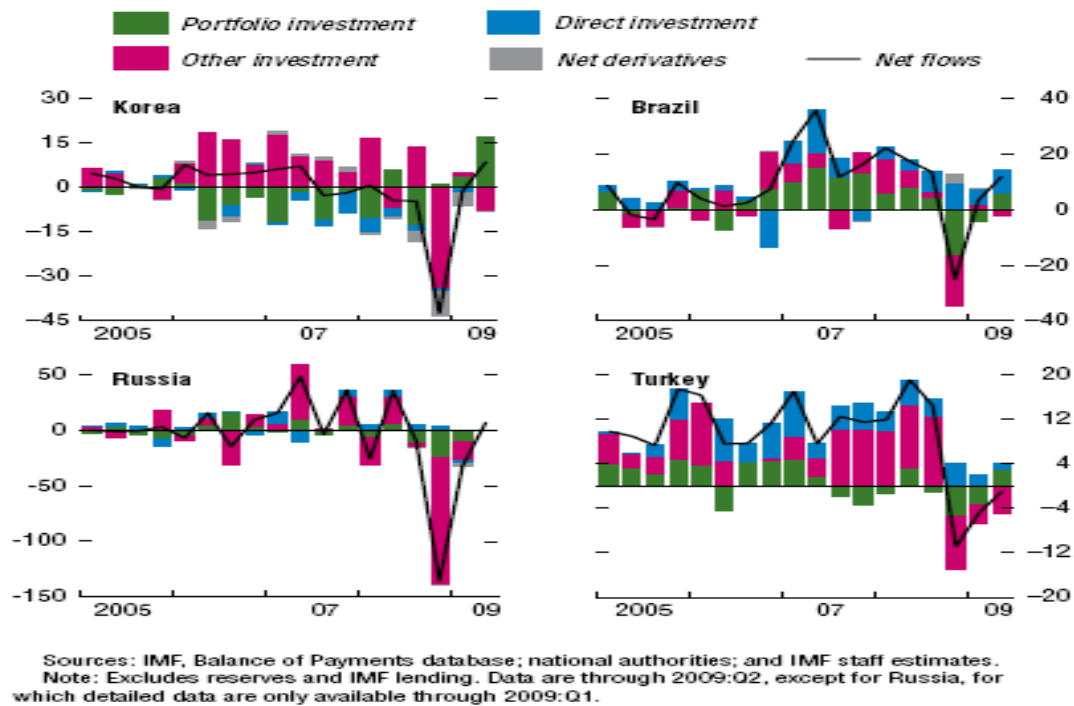 Portfolio investment Direct investment
Other investment Net derivatives Net flows
30 Korea Brazil 40
15 20
0 0
−15
−30 −20
−45 −40
2005 07 09 2005 07 09
50 Russia Turkey 20
0 12
−50 4
−100 −4
−12
−150 −20
2005 07 09 2005 07 09
Sources: IMF, Balance of Payments database; national authorities; and IMF staff estimates.
Note: Excludes reserves and IMF lending. Data are through 2009:Q2, except for Russia, for
which detailed data are only available through 2009:Q1.